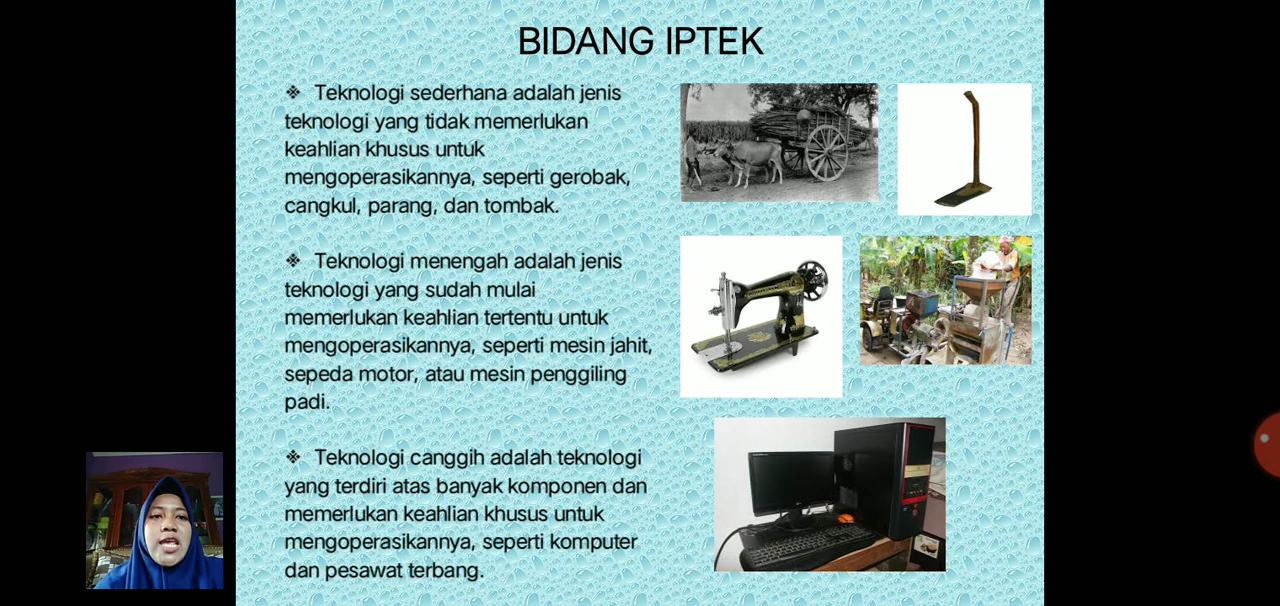 BIDANG IPTEK
❖ Teknologi sederhana adalah jenis
teknologi yang tidak memerlukan
keahlian khusus untuk
mengoperasikannya, seperti gerobak,
cangkul, parang, dan tombak.
❖ Teknologi menengah adalah jenis
teknologi yang sudah mulai
memerlukan keahlian tertentu untuk
mengoperasikannya, seperti mesin jahit,
sepeda motor, atau mesin penggiling
padi.
❖ Teknologi canggih adalah teknologi
yang terdiri atas banyak komponen dan
memerlukan keahlian khusus untuk
mengoperasikannya, seperti komputer
dan pesawat terbang.